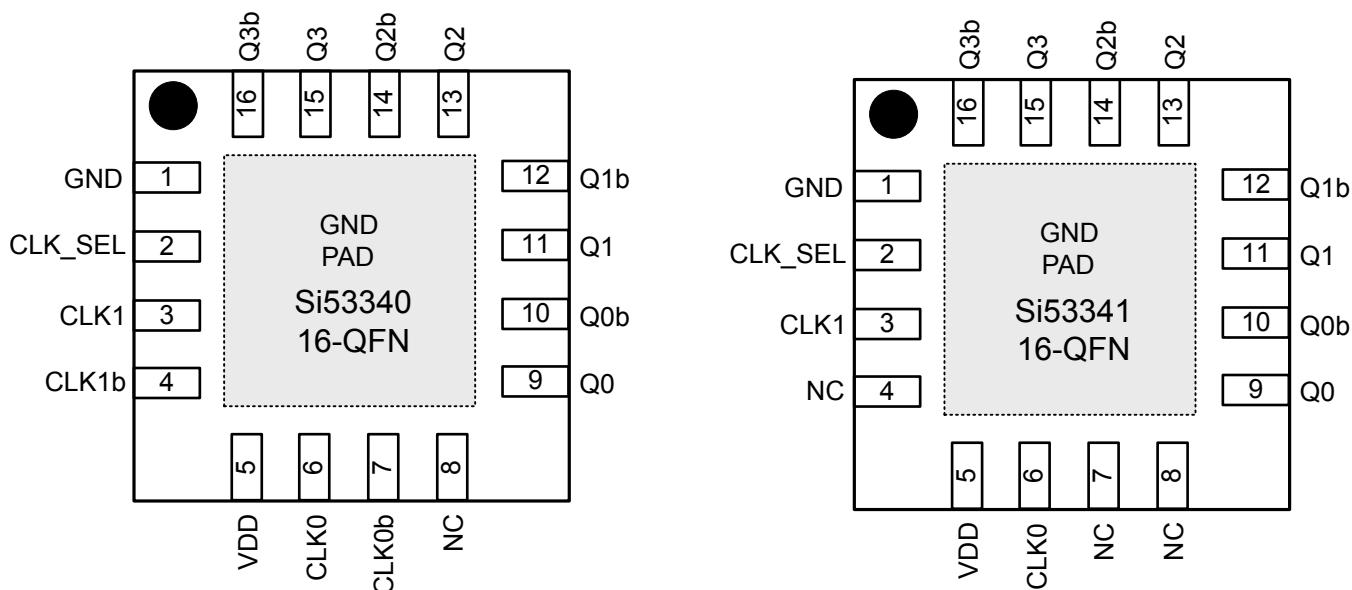 Q3b Q3 Q2b Q2
16 15 14 13
GND 1
CLK_SEL 2
CLK1 3
CLK1b 4
GND
PAD
Si53340
16-QFN
12 Q1b
11 Q1
10 Q0b
9 Q0
5 6 7 8
VDD CLK0 CLK0b NC
Q3b Q3 Q2b Q2
16 15 14 13
GND 1
CLK_SEL 2
CLK1 3
NC 4
GND
PAD
Si53341
16-QFN
12 Q1b
11 Q1
10 Q0b
9 Q0
5 6 7 8
VDD CLK0 NC NC